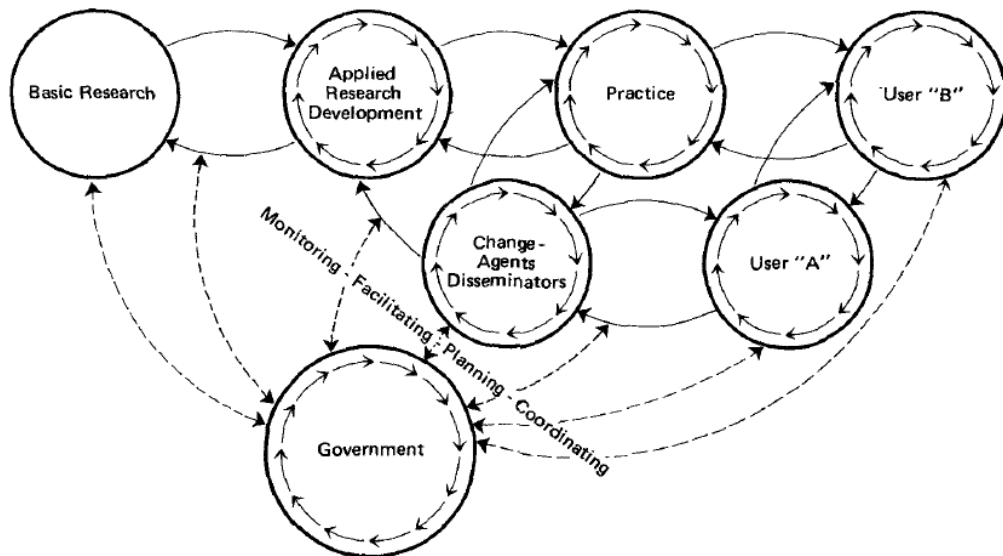 Basic Research
Applied
Research
Development
Practice
User "B"
Change-
Agents
Disseminators
User "A"
Monitoring - Facilitating - Planning - Coordinating
Government